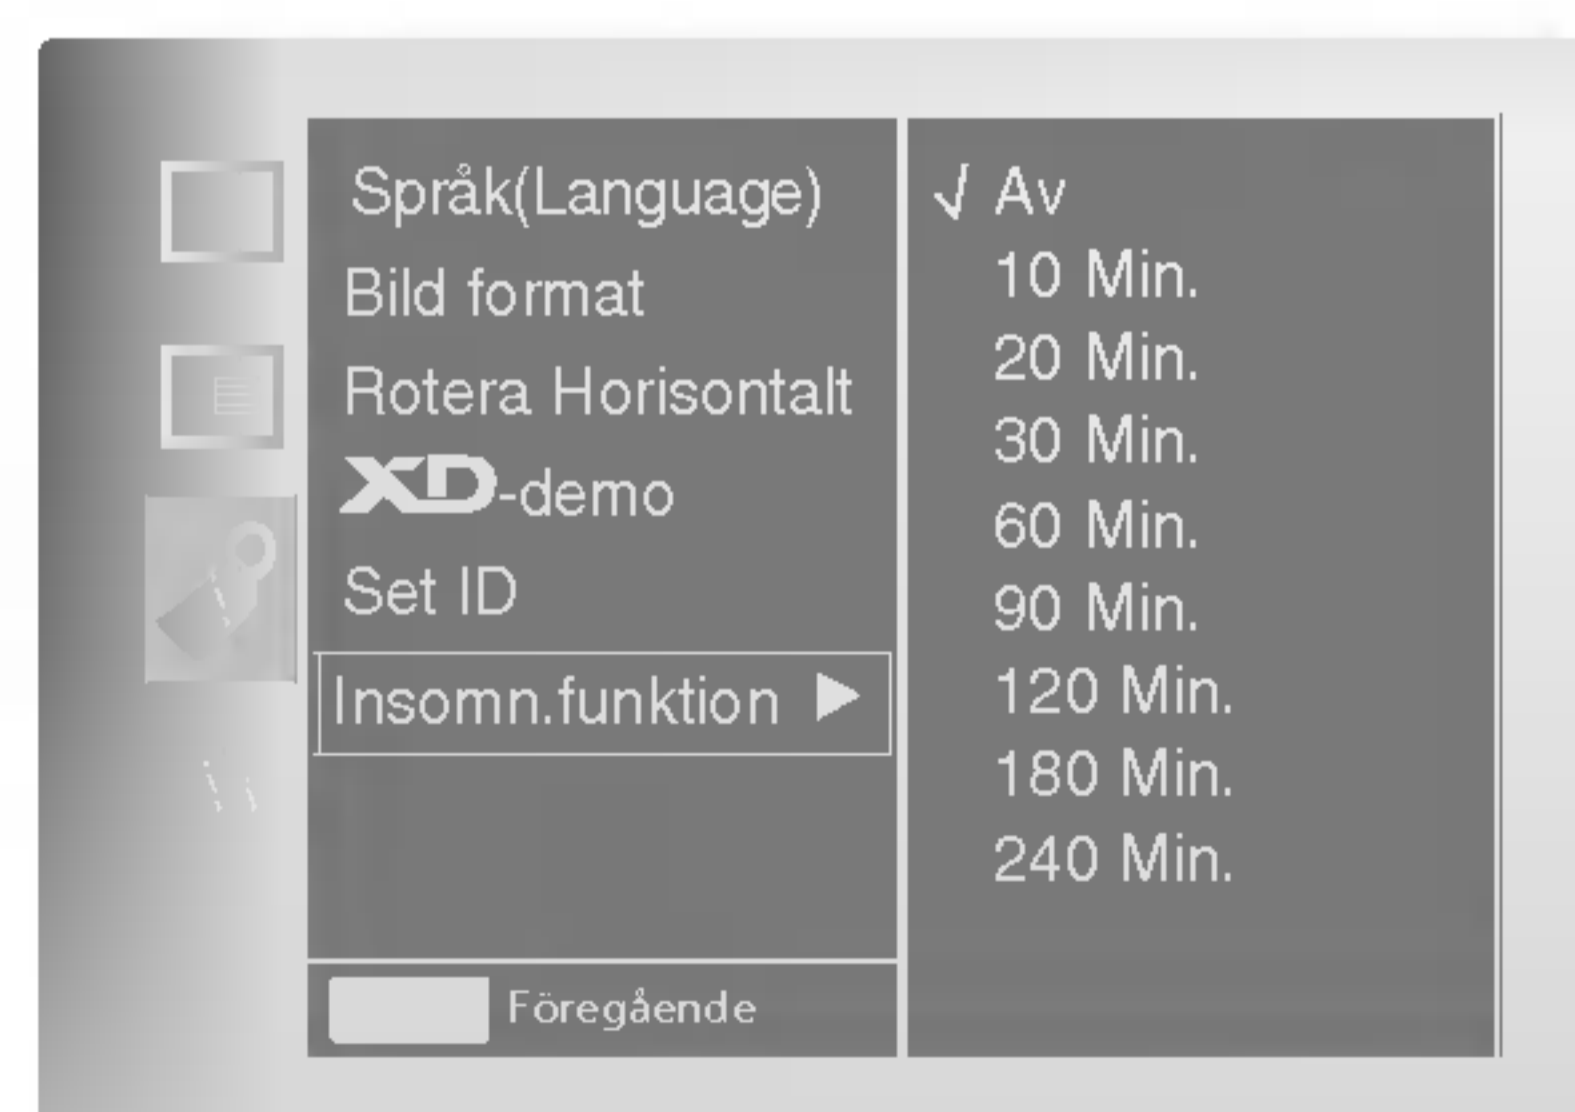 Språk(Language)
Bild format
Rotera Horisontalt
XD-demo
Set ID
Insomn.funktion ▶
Föregående
√ Av
10 Min.
20 Min.
30 Min.
60 Min.
90 Min.
120 Min.
180 Min.
240 Min.